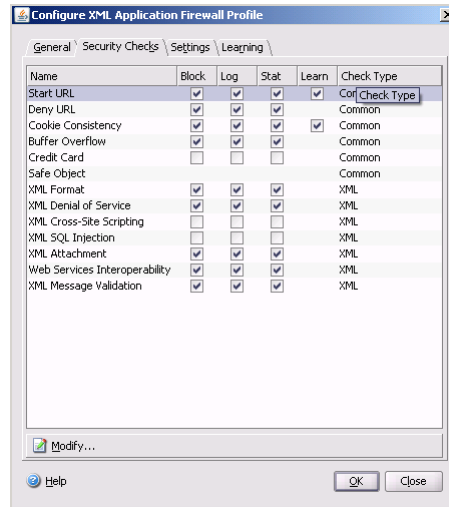 Configure XML Application Firewall Profile
General Security Checks Settings Learning
Name Block Log Stat Learn Check Type
Start URL Com Check Type
Deny URL Common
Cookie Consistency Common
Buffer Overflow Common
Credit Card Common
Safe Object Common
XML Format XML
XML Denial of Service XML
XML Cross-Site Scripting XML
XML SQL Injection XML
XML Attachment XML
Web Services Interoperability XML
XML Message Validation XML
Modify...
Help OK Close